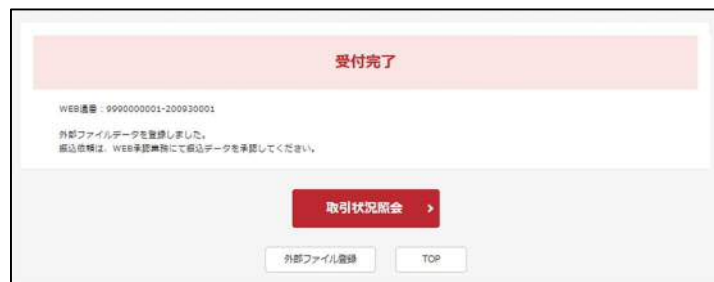 受付完了
WEB通番：9990000001-200930001
外部ファイルデータを登録しました。
振込依頼は、WEB承認業務にて振込データを承認してください。
取引状況照会
外部ファイル登録
TOP